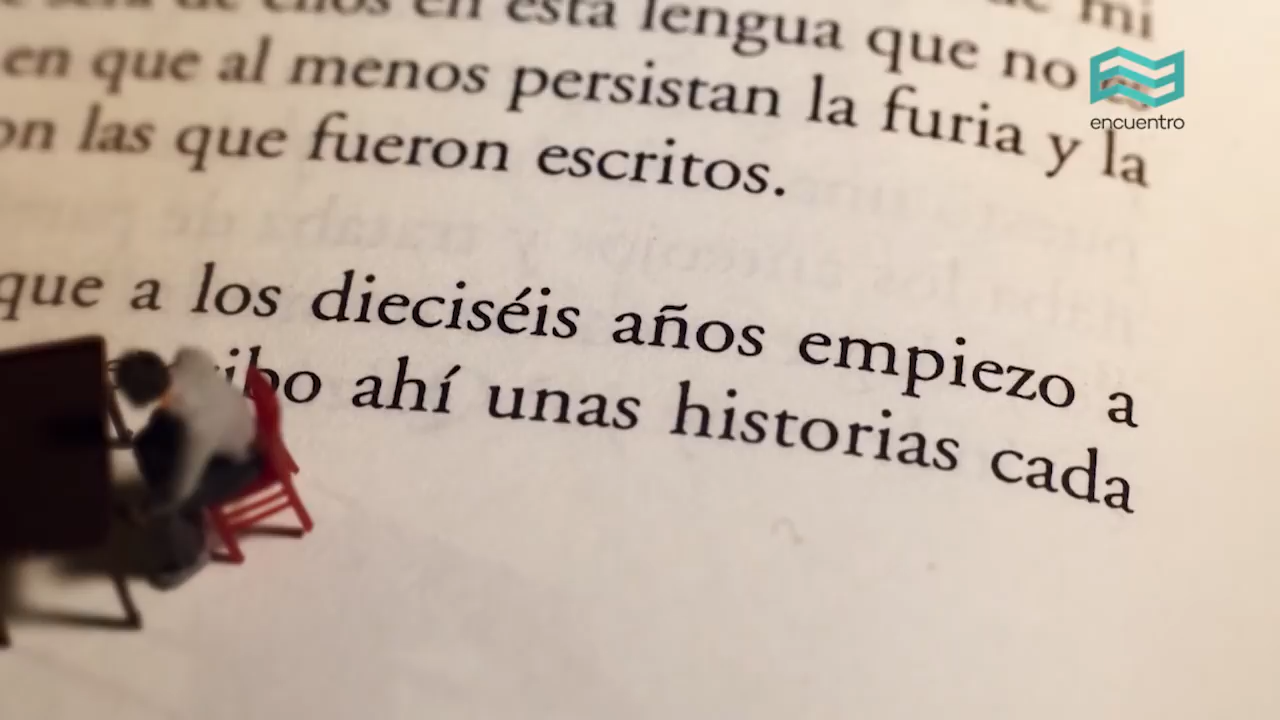 en esta lengua que no
en que al menos persistan la furia y la
las que fueron escritos.
que a los dieciséis años empiezo a
ahí unas historias cada
encuentro